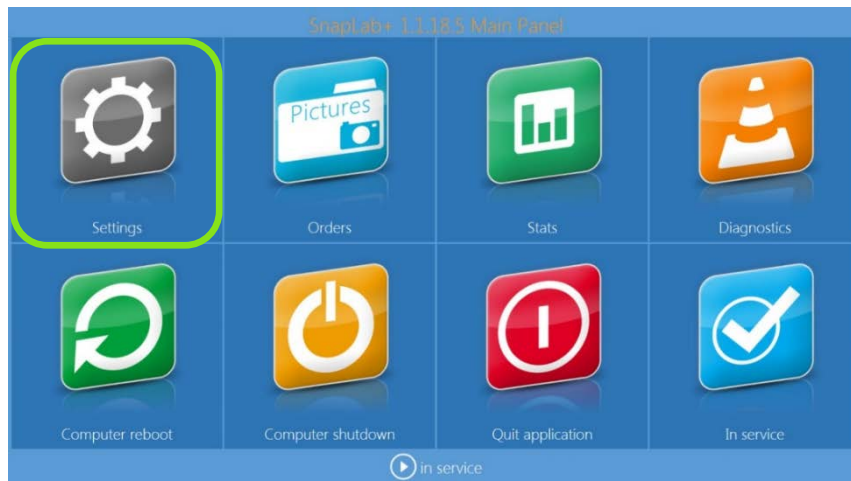 SnapLab+ 1.1.18.5 Main Panel
Pictures
Settings Orders Stats Diagnostics
Computer reboot Computer shutdown Quit application In service
in service